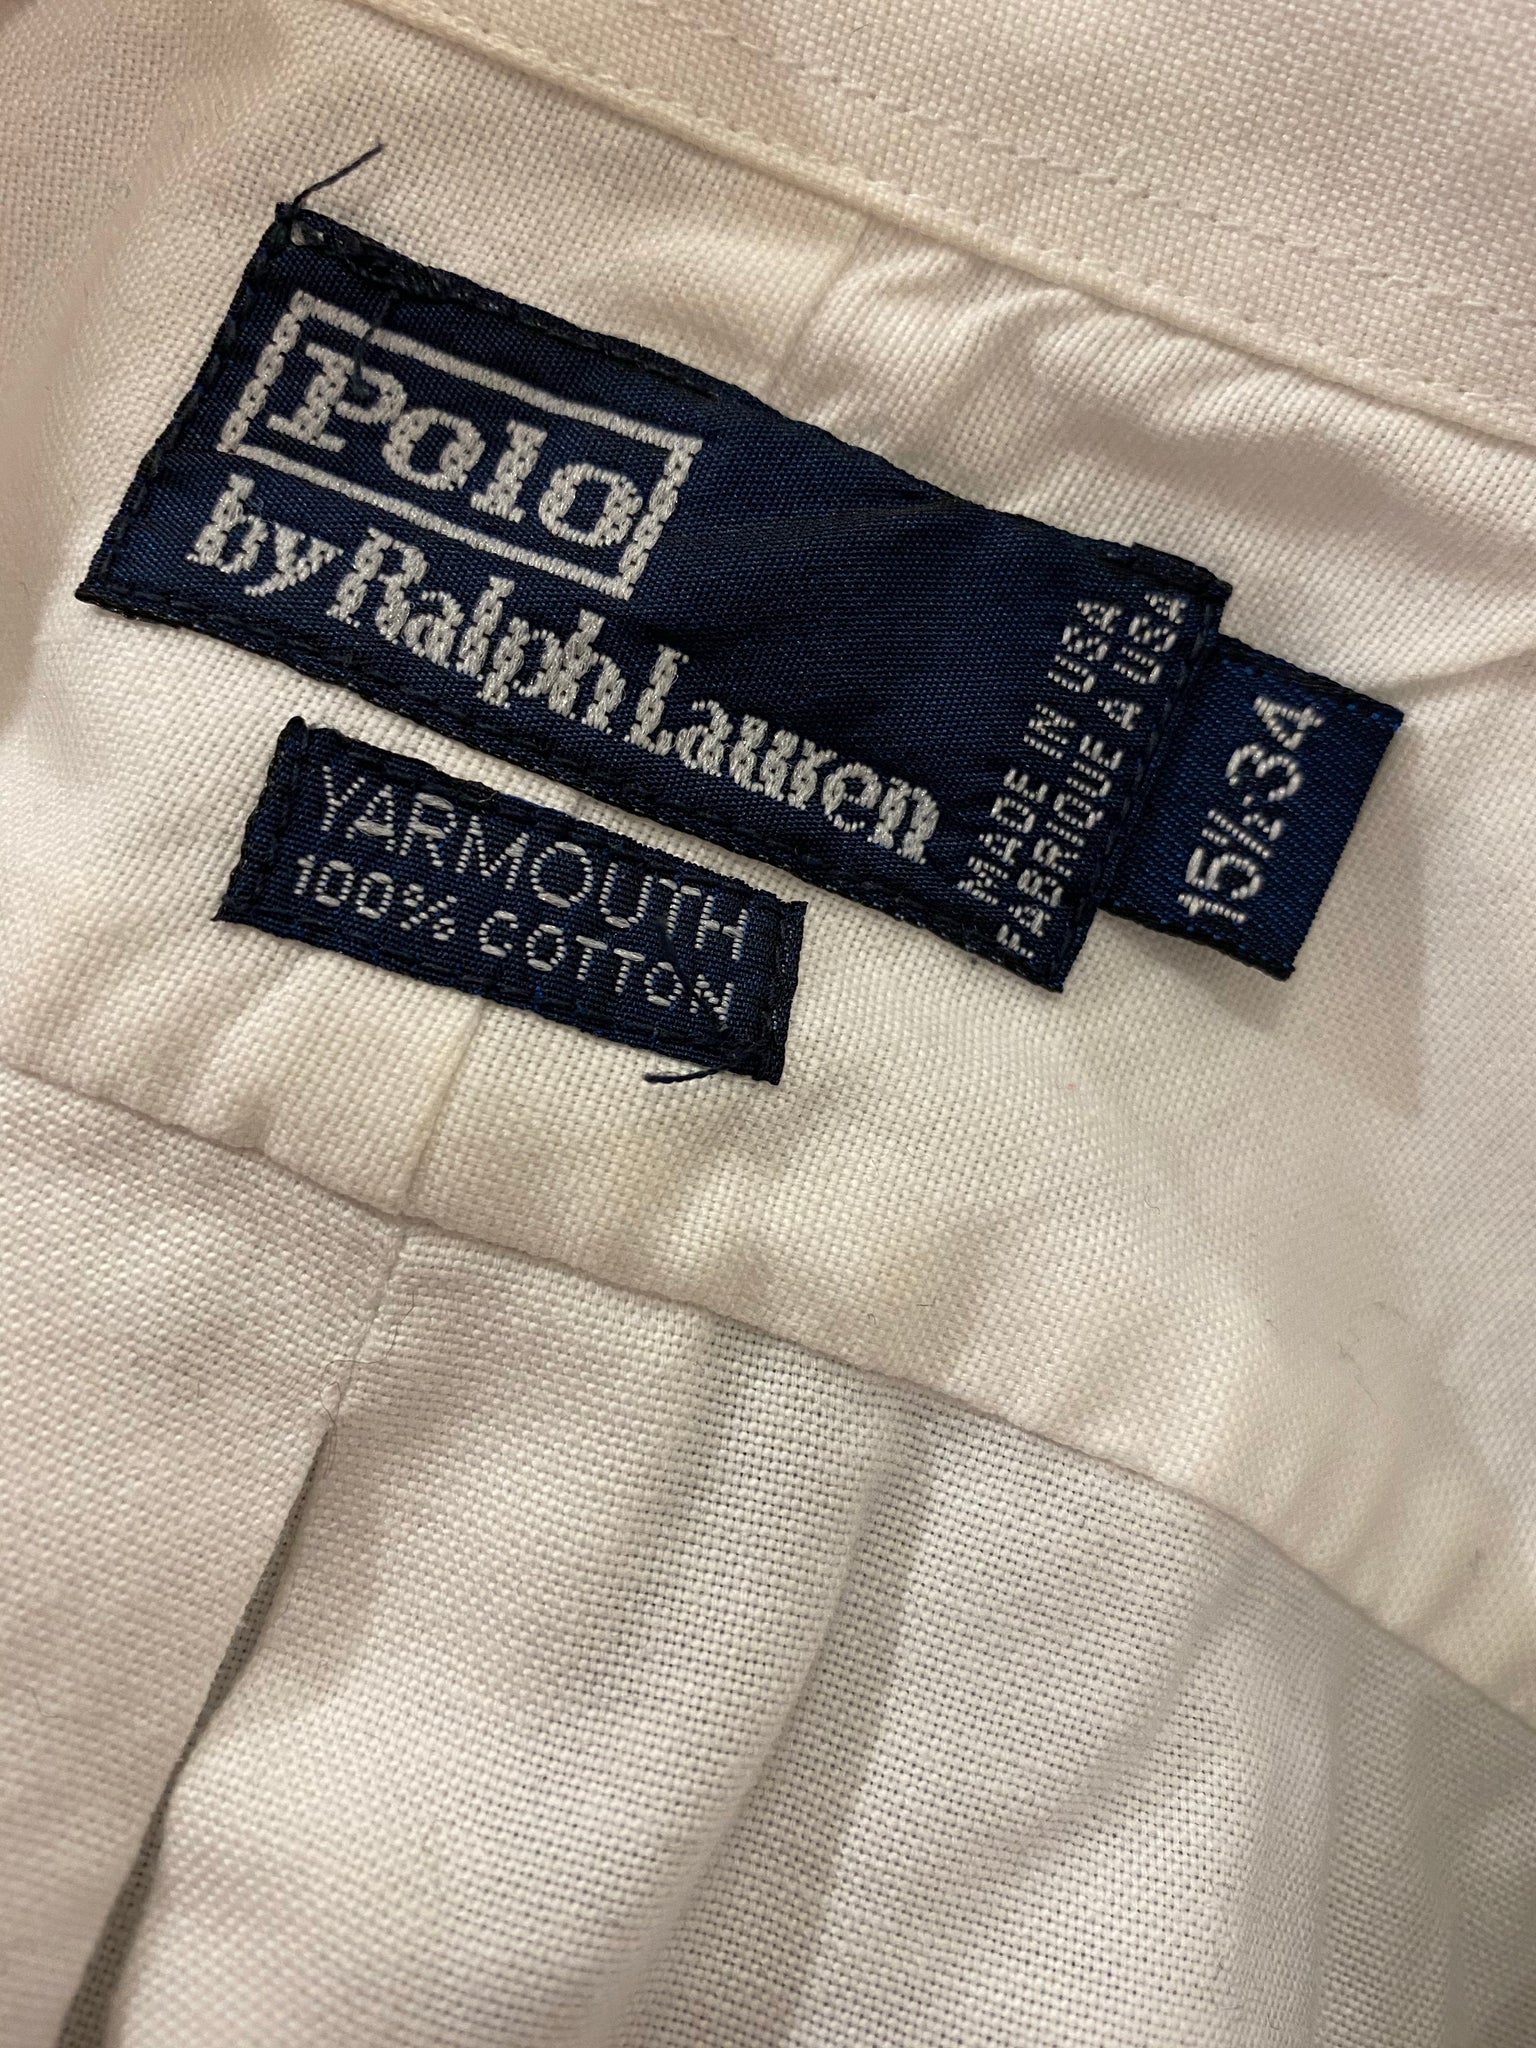 Polo
by Ralph Lauren
MADE IN USA
FABRIQUE A USA
15½-34
YARMOUTH
100% COTTON